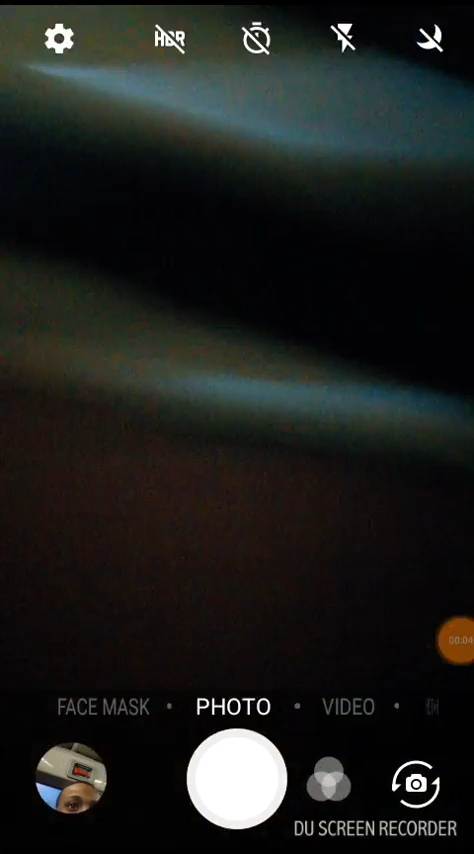 HDR
00:04
FACE MASK • PHOTO • VIDEO •
DU SCREEN RECORDER